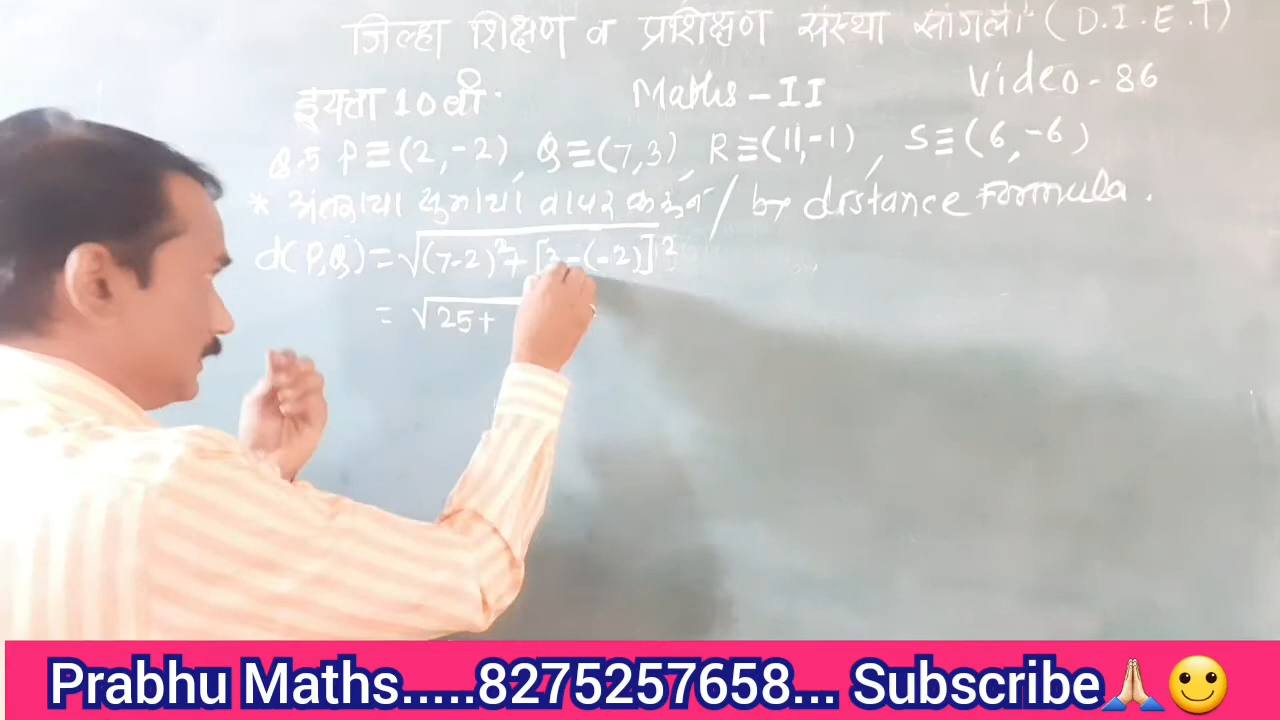 जिल्हा शिक्षण व प्रशिक्षण संस्था सांगली (D.I.E.T)
इयत्ता 10 वी. Maths - II Video - 86
Q.5 P≡(2,-2), Q≡(7,3), R≡(11,-1), S≡(6,-6)
* अंतराच्या सुत्राचा वापर करून / by distance Formula.
d(P,Q) = √(7-2)²+[3-(-2)]²
= √25+
Prabhu Maths.....8275257658... Subscribe🙏🏻🙂